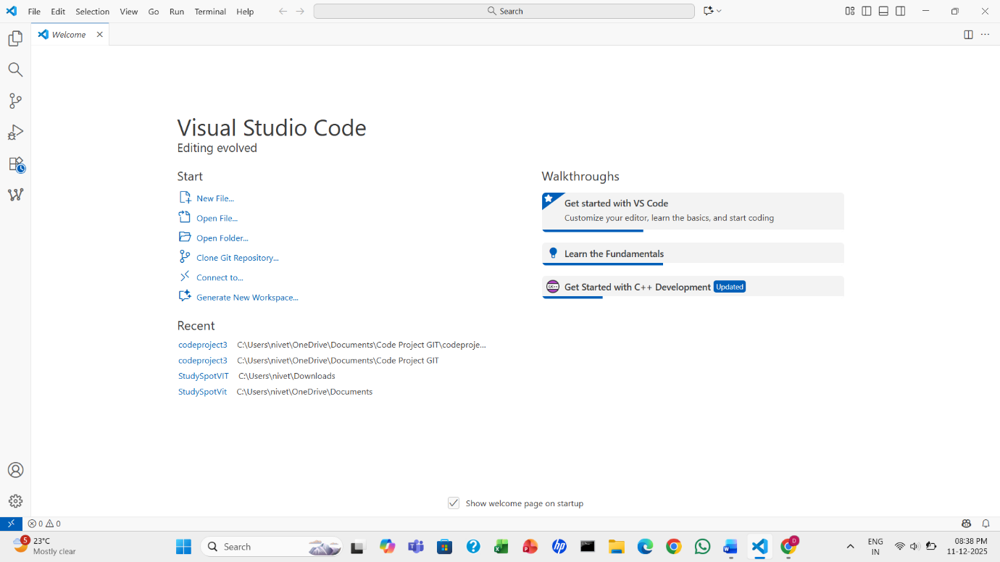 File Edit Selection View Go Run Terminal Help
Search
Welcome
Visual Studio Code
Editing evolved
Start
New File...
Open File...
Open Folder...
Clone Git Repository...
Connect to...
Generate New Workspace...
Recent
codeproject3 C:\Users\nivet\OneDrive\Documents\Code Project GIT\codeproje...
codeproject3 C:\Users\nivet\OneDrive\Documents\Code Project GIT
StudySpotVIT C:\Users\nivet\Downloads
StudySpotVit C:\Users\nivet\OneDrive\Documents
Walkthroughs
Get started with VS Code
Customize your editor, learn the basics, and start coding
Learn the Fundamentals
C/C++ Get Started with C++ Development Updated
Show welcome page on startup
0 0
5 23°C
Mostly clear
Search
D
ENG
IN
08:38 PM
11-12-2025